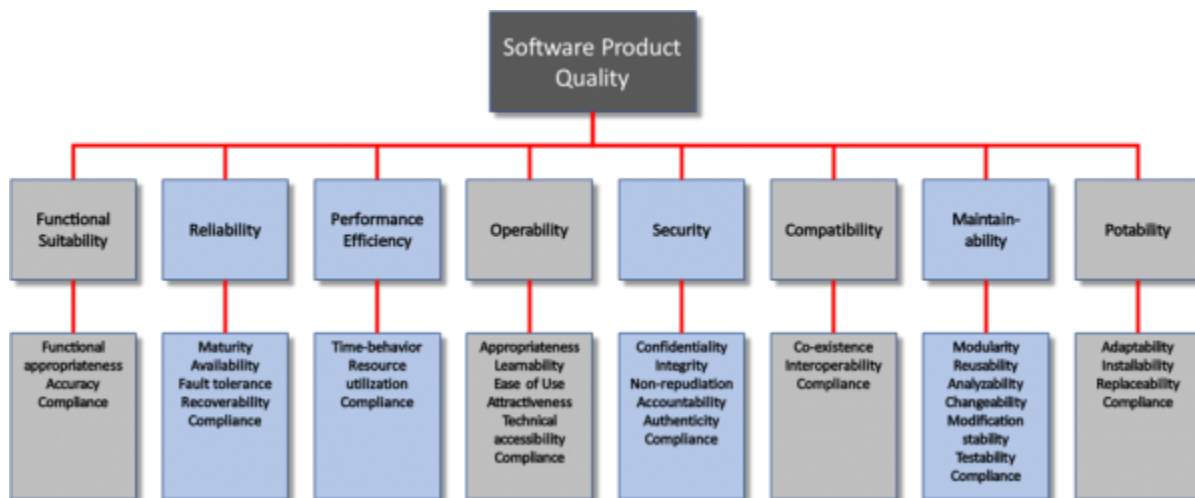 Software Product
Quality
Functional
Suitability
Reliability
Performance
Efficiency
Operability
Security
Compatibility
Maintain-
ability
Potability
Functional
appropriateness
Accuracy
Compliance
Maturity
Availability
Fault tolerance
Recoverability
Compliance
Time-behavior
Resource
utilization
Compliance
Appropriateness
Learnability
Ease of Use
Attractiveness
Technical
accessibility
Compliance
Confidentiality
Integrity
Non-repudiation
Accountability
Authenticity
Compliance
Co-existence
Interoperability
Compliance
Modularity
Reusability
Analyzability
Changeability
Modification
stability
Testability
Compliance
Adaptability
Installability
Replaceability
Compliance